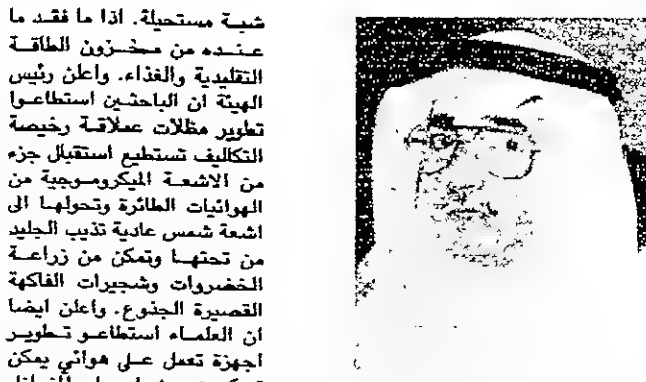 شبة مستحيلة. اذا ما فقد ما
عنده من مخزون الطاقة
التقليدية والغذاء. واعلن رئيس
الهيئة ان الباحثين استطاعوا
تطوير مظلات عملاقة رخيصة
التكاليف تستطيع استقبال جزء
من الاشعة الميكروموجية من
الهوائيات الطائرة وتحولها الى
اشعة شمس عادية تذيب الجليد
من تحتها وتمكن من زراعة
الخضروات وشجيرات الفاكهة
القصيرة الجذوع. واعلن ايضا
ان العلماء استطاعو تطوير
اجهزة تعمل على هوائي يمكن